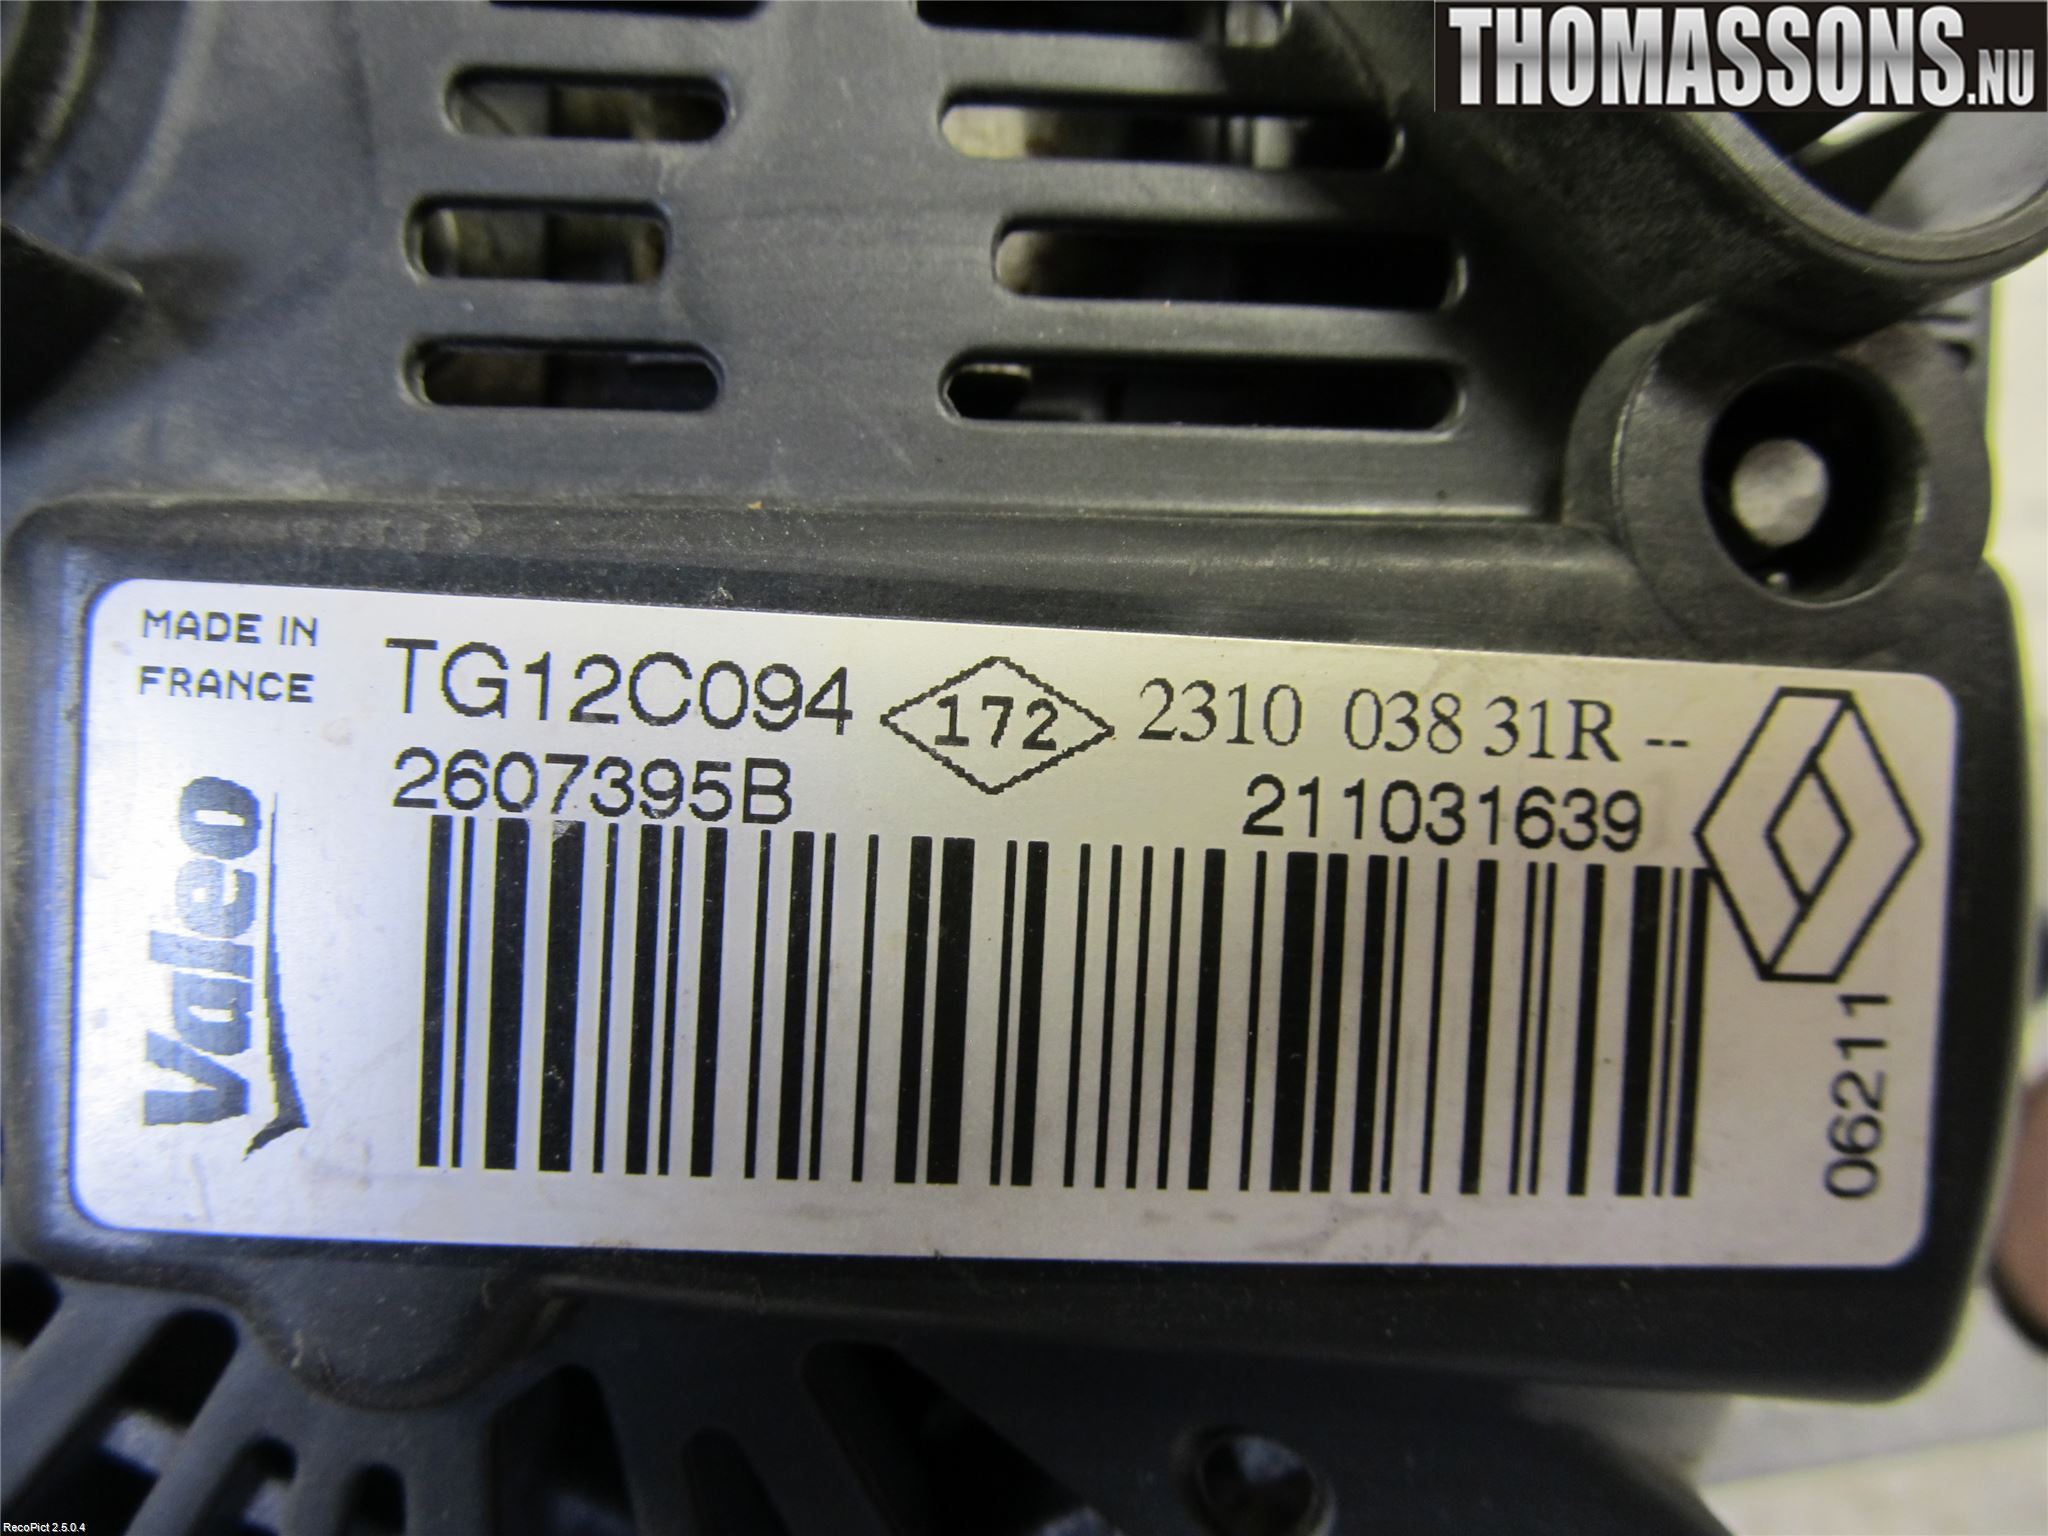 THOMASSONS.NU
MADE IN
FRANCE
TG12C094
172
2310 038 31R --
2607395B
211031639
Valeo
06211
RecoPict 2.5.0.4